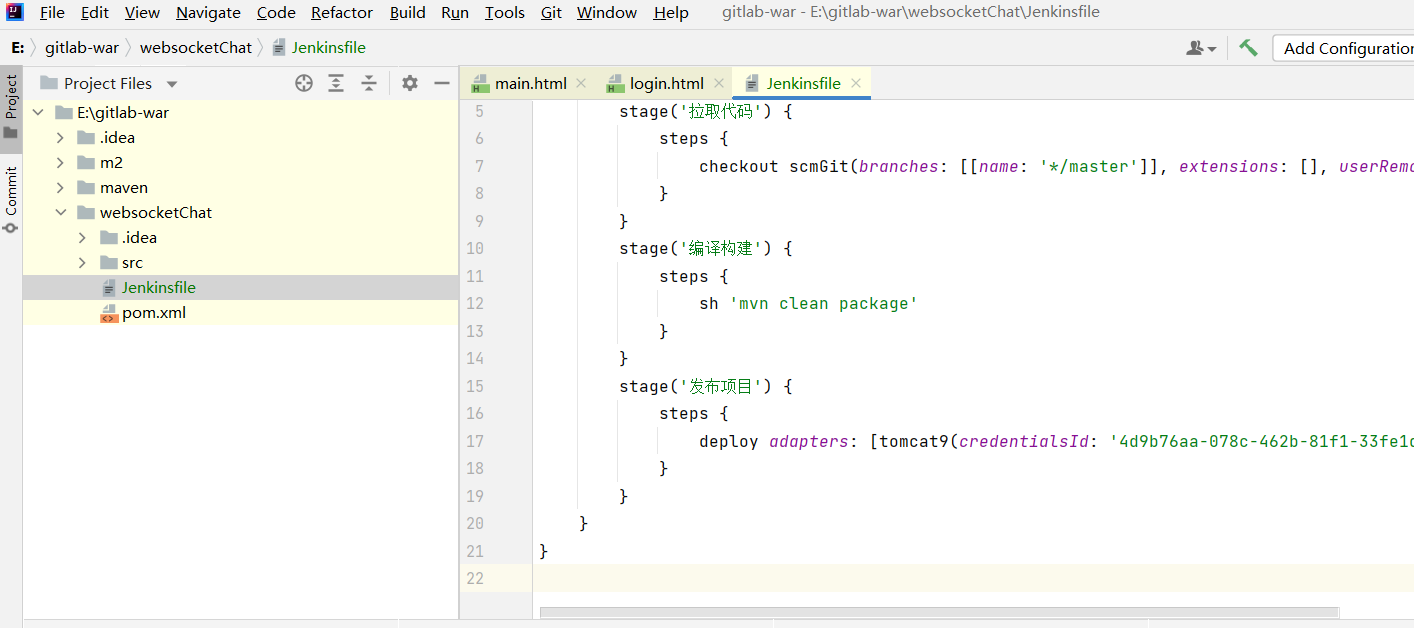 File Edit View Navigate Code Refactor Build Run Tools Git Window Help gitlab-war - E:\gitlab-war\websocketChat\Jenkinsfile
E: gitlab-war websocketChat Jenkinsfile Add Configuration
Project
Commit
Project Files
E:\gitlab-war
.idea
m2
maven
websocketChat
.idea
src
Jenkinsfile
pom.xml
main.html login.html Jenkinsfile
5 stage('拉取代码') {
6 steps {
7 checkout scmGit(branches: [[name: '*/master']], extensions: [], userRemo
8 }
9 }
10 stage('编译构建') {
11 steps {
12 sh 'mvn clean package'
13 }
14 }
15 stage('发布项目') {
16 steps {
17 deploy adapters: [tomcat9(credentialsId: '4d9b76aa-078c-462b-81f1-33fe1
18 }
19 }
20 }
21 }
22